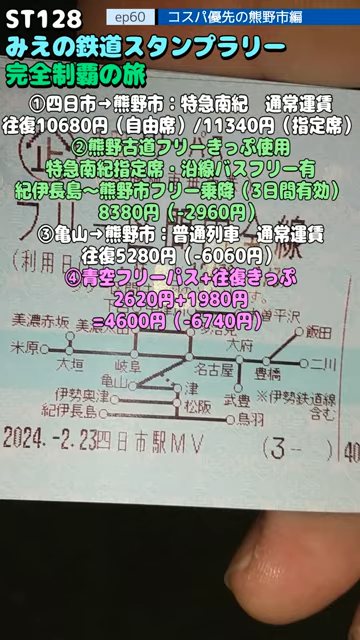 ST128
ep60
コスパ優先の熊野市編
みえの鉄道スタンプラリー
完全制覇の旅
①四日市→熊野市：特急南紀　通常運賃
往復10680円（自由席）/11340円（指定席）
②熊野古道フリーきっぷ使用
特急南紀指定席・沿線バスフリー有
紀伊長島～熊野市フリー乗降（3日間有効）
8380円（-2960円）
③亀山→熊野市：普通列車　通常運賃
往復5280円（-6060円）
④青空フリーパス+往復きっぷ
2620円+1980円
=4600円（-6740円）
美濃赤坂
木曽平沢
飯田
米原
大垣
岐阜
大府
名古屋
豊橋
二川
亀山
津
武豊
※伊勢鉄道線
含む
伊勢奥津
松阪
紀伊長島
鳥羽
2024.-2.23四日市駅MV
(3-　)